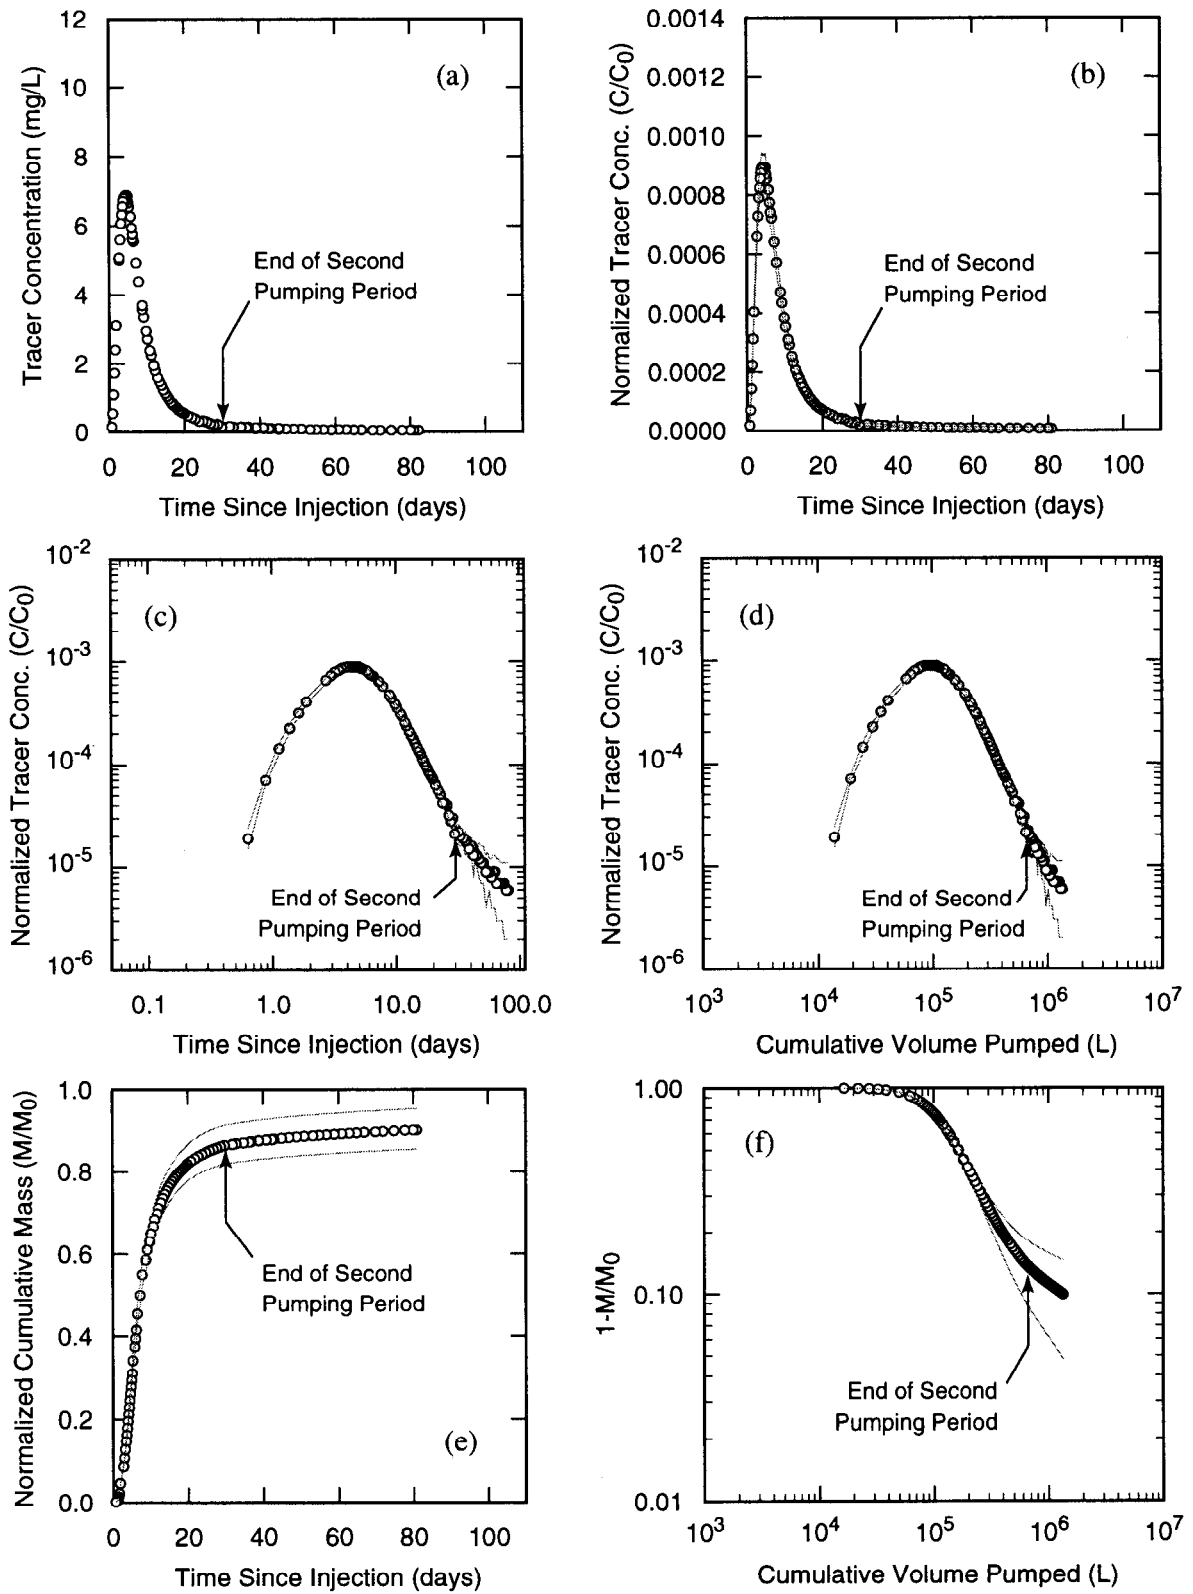 (a)
Tracer Concentration (mg/L)
12
10
8
6
4
2
0
End of Second
Pumping Period
0 20 40 60 80 100
Time Since Injection (days)
(b)
Normalized Tracer Conc. (C/C0)
0.0014
0.0012
0.0010
0.0008
0.0006
0.0004
0.0002
0.0000
End of Second
Pumping Period
0 20 40 60 80 100
Time Since Injection (days)
(c)
Normalized Tracer Conc. (C/C0)
10-2
10-3
10-4
10-5
10-6
End of Second
Pumping Period
0.1 1.0 10.0 100.0
Time Since Injection (days)
(d)
Normalized Tracer Conc. (C/C0)
10-2
10-3
10-4
10-5
10-6
End of Second
Pumping Period
103 104 105 106 107
Cumulative Volume Pumped (L)
(e)
Normalized Cumulative Mass (M/M0)
1.0
0.8
0.6
0.4
0.2
0.0
End of Second
Pumping Period
0 20 40 60 80 100
Time Since Injection (days)
(f)
1-M/M0
1.00
0.10
0.01
End of Second
Pumping Period
103 104 105 106 107
Cumulative Volume Pumped (L)